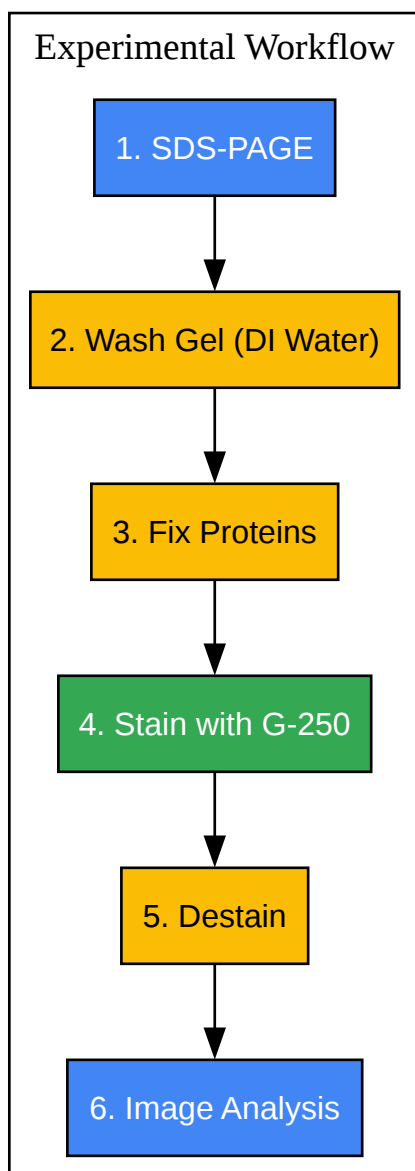 Experimental Workflow
1. SDS-PAGE
2. Wash Gel (DI Water)
3. Fix Proteins
4. Stain with G-250
5. Destain
6. Image Analysis